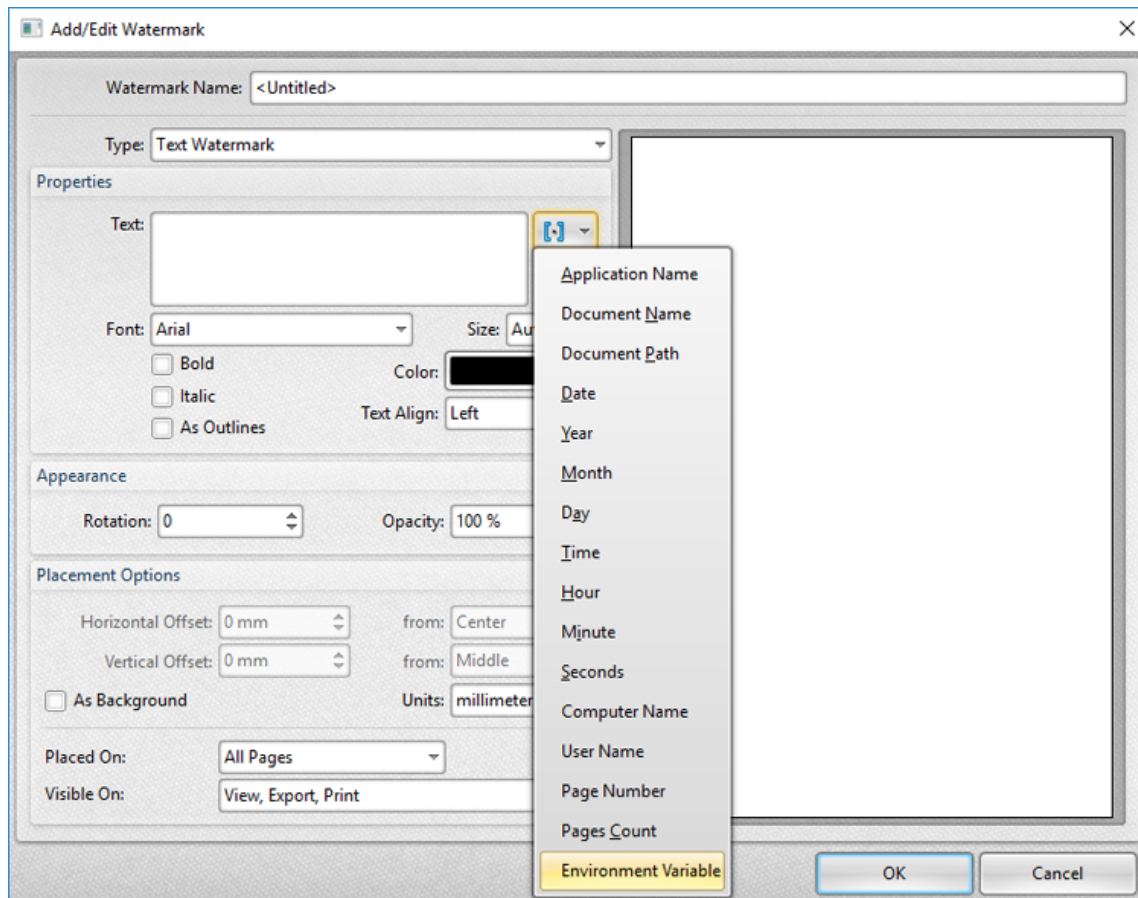 Add/Edit Watermark
Watermark Name: <Untitled>
Type: Text Watermark
Properties
Text:
Font: Arial
Size: Au
Bold
Color:
Italic
Text Align: Left
As Outlines
Appearance
Rotation: 0
Opacity: 100 %
Placement Options
Horizontal Offset: 0 mm
from: Center
Vertical Offset: 0 mm
from: Middle
As Background
Units: millimeter
Placed On: All Pages
Visible On: View, Export, Print
Application Name
Document Name
Document Path
Date
Year
Month
Day
Time
Hour
Minute
Seconds
Computer Name
User Name
Page Number
Pages Count
Environment Variable
OK
Cancel